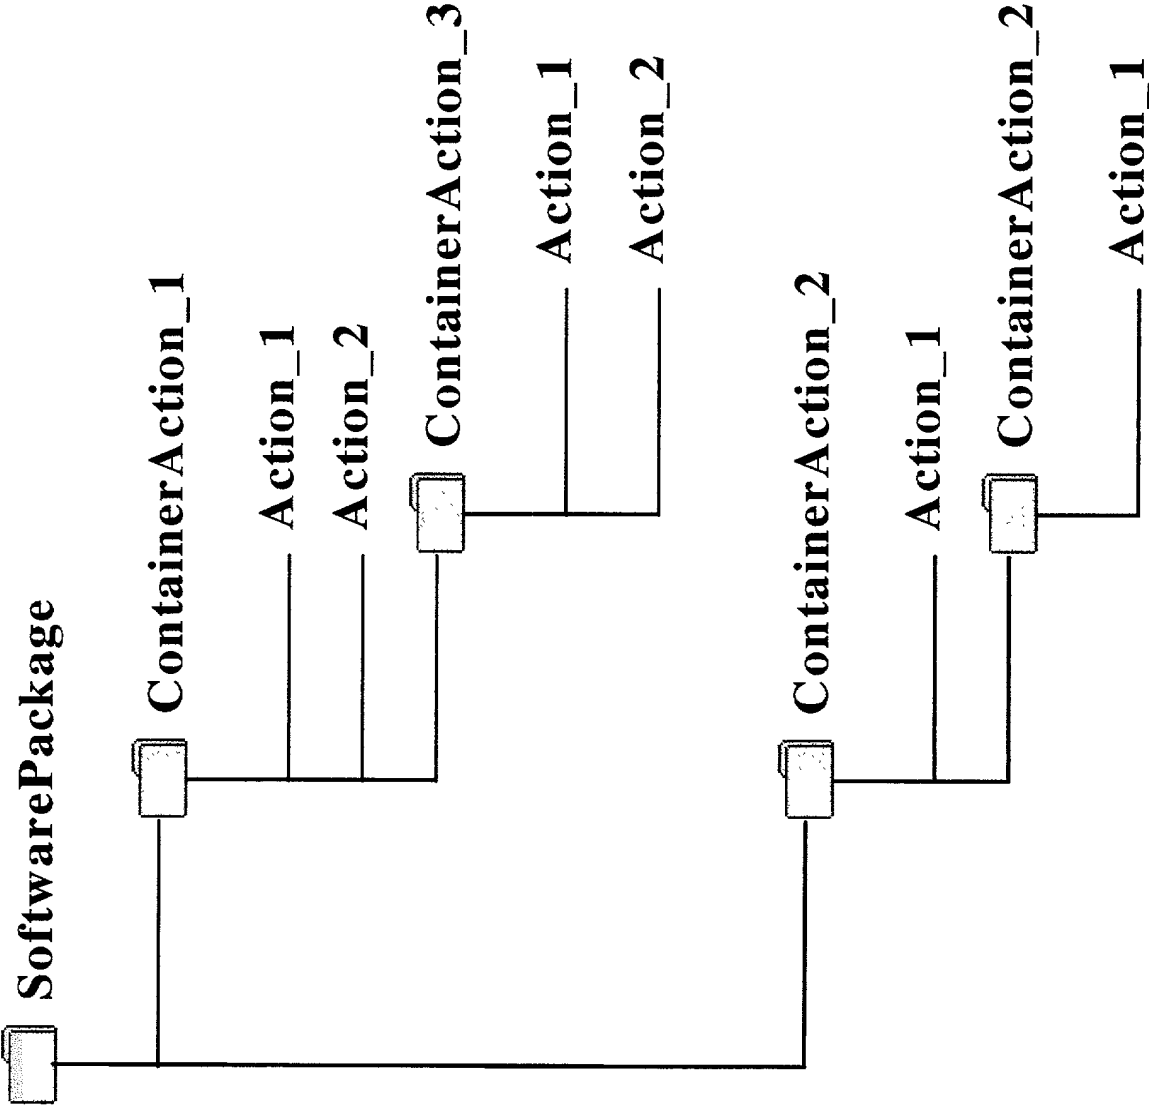 SoftwarePackage
ContainerAction_1
Action_1
Action_2
ContainerAction_3
Action_1
Action_2
ContainerAction_2
Action_1
ContainerAction_2
Action_1